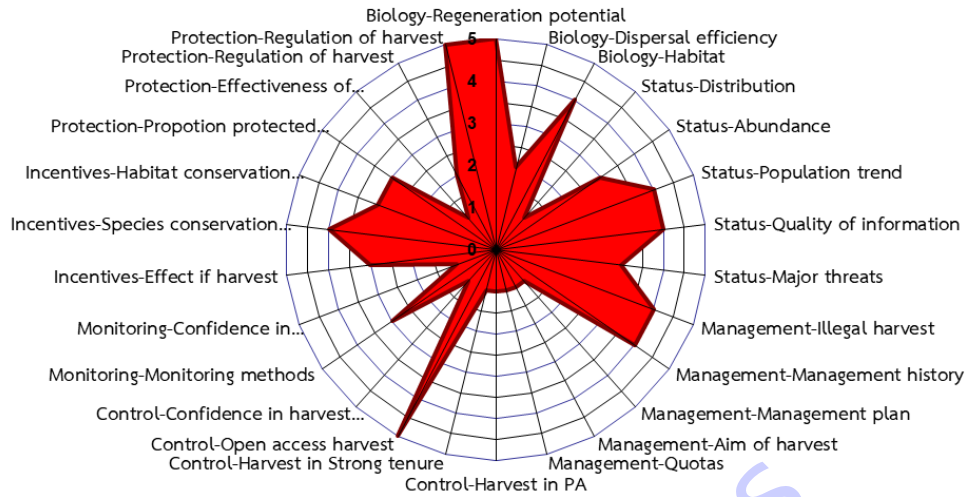 Biology-Regeneration potential
Biology-Dispersal efficiency
Biology-Habitat
Status-Distribution
Status-Abundance
Status-Population trend
Status-Quality of information
Status-Major threats
Management-Illegal harvest
Management-Management history
Management-Management plan
Management-Aim of harvest
Management-Quotas
Control-Harvest in PA
Control-Harvest in Strong tenure
Control-Open access harvest
Control-Confidence in harvest...
Monitoring-Monitoring methods
Monitoring-Confidence in...
Incentives-Effect if harvest
Incentives-Species conservation...
Incentives-Habitat conservation...
Protection-Propotion protected...
Protection-Effectiveness of...
Protection-Regulation of harvest
Protection-Regulation of harvest
5
4
3
2
1
0